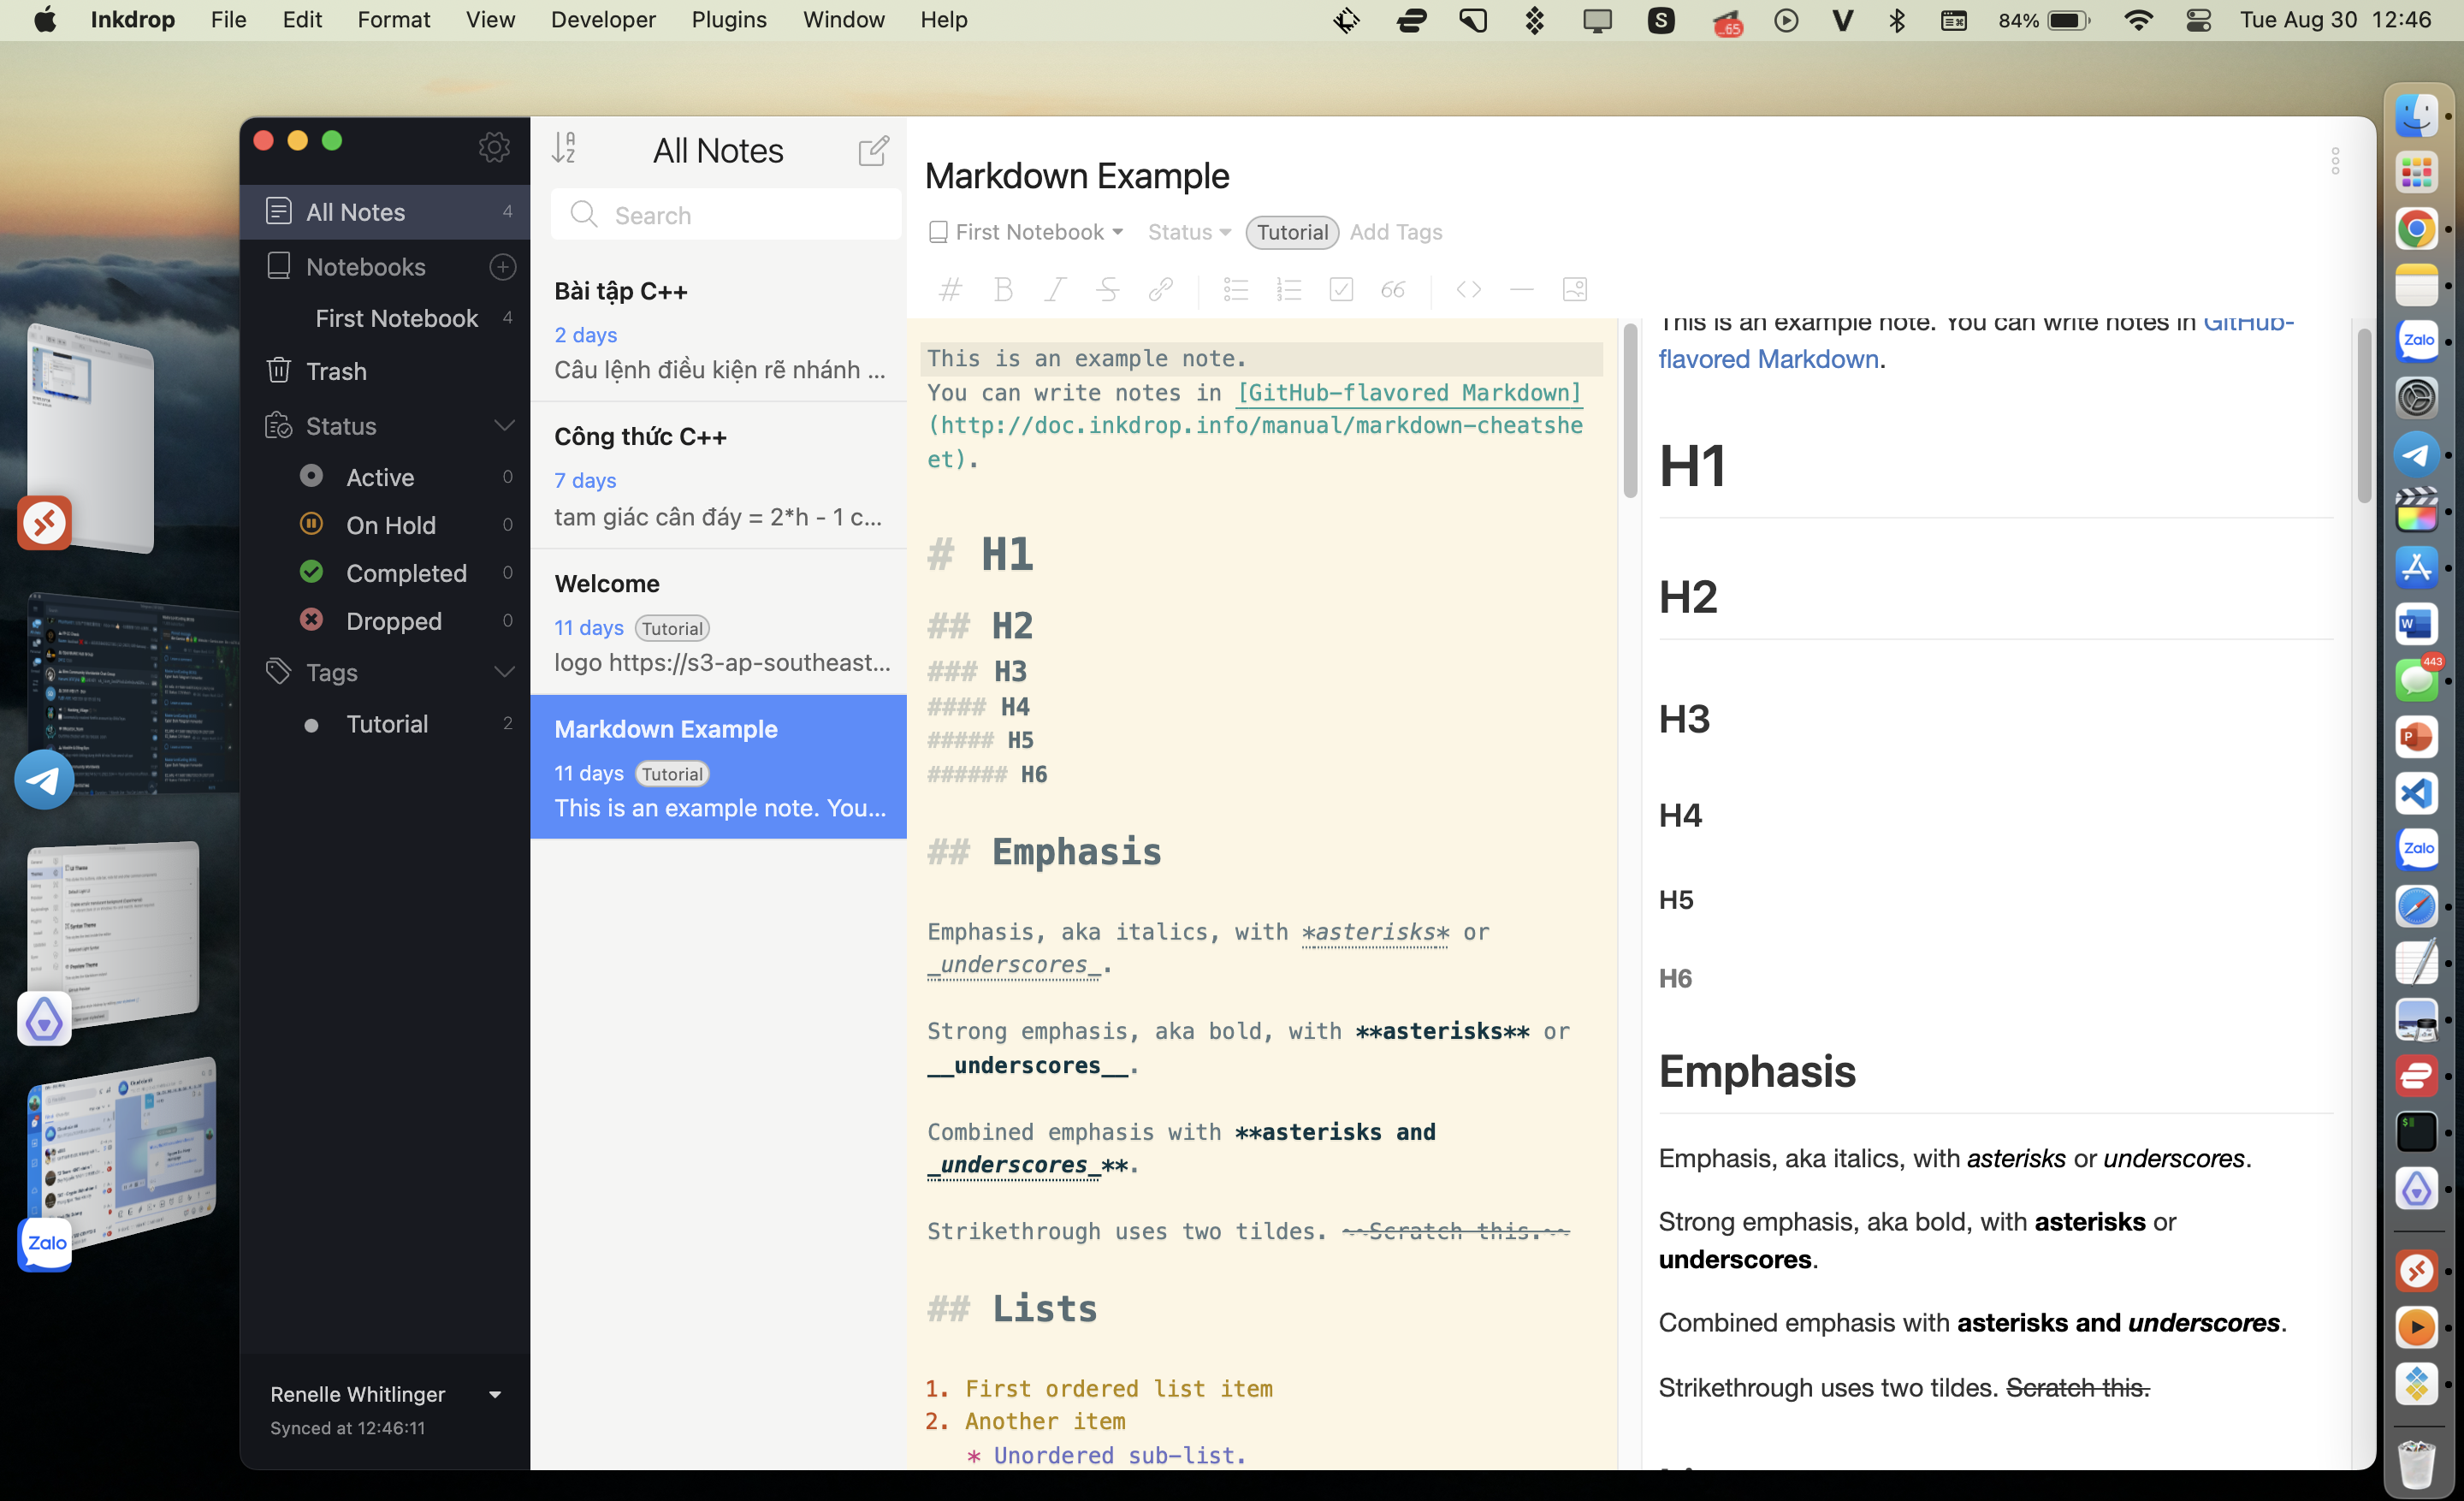 Inkdrop File Edit Format View Developer Plugins Window Help
65 84% Tue Aug 30 12:46
All Notes 4
Notebooks
First Notebook 4
Trash
Status
Active 0
On Hold 0
Completed 0
Dropped 0
Tags
Tutorial 2
Renelle Whitlinger
Synced at 12:46:11
All Notes
Search
Bài tập C++
2 days
Câu lệnh điều kiện rẽ nhánh ...
Công thức C++
7 days
tam giác cân đáy = 2*h - 1 c...
Welcome
11 days Tutorial
logo https://s3-ap-southeast...
Markdown Example
11 days Tutorial
This is an example note. You...
Markdown Example
First Notebook Status Tutorial Add Tags
This is an example note.
You can write notes in [GitHub-flavored Markdown]
(http://doc.inkdrop.info/manual/markdown-cheatshe
et).
# H1
## H2
### H3
#### H4
##### H5
###### H6
## Emphasis
Emphasis, aka italics, with *asterisks* or
_underscores_.
Strong emphasis, aka bold, with **asterisks** or
__underscores__.
Combined emphasis with **asterisks and
_underscores_**.
Strikethrough uses two tildes. ~~Scratch this.~~
## Lists
1. First ordered list item
2. Another item
* Unordered sub-list.
This is an example note. You can write notes in GitHub-
flavored Markdown.
H1
H2
H3
H4
H5
H6
Emphasis
Emphasis, aka italics, with asterisks or underscores.
Strong emphasis, aka bold, with asterisks or
underscores.
Combined emphasis with asterisks and underscores.
Strikethrough uses two tildes. Scratch this.
Zalo
Zalo
443
Zalo